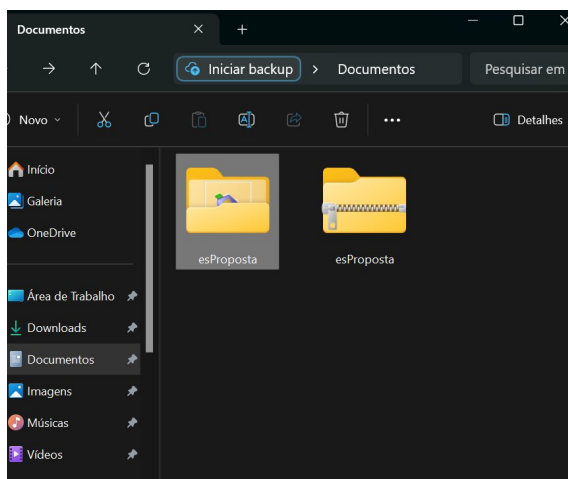 Documentos
Iniciar backup > Documentos
Pesquisar em
Novo
Detalhes
Início
Galeria
OneDrive
Área de Trabalho
Downloads
Documentos
Imagens
Músicas
Vídeos
esProposta
esProposta